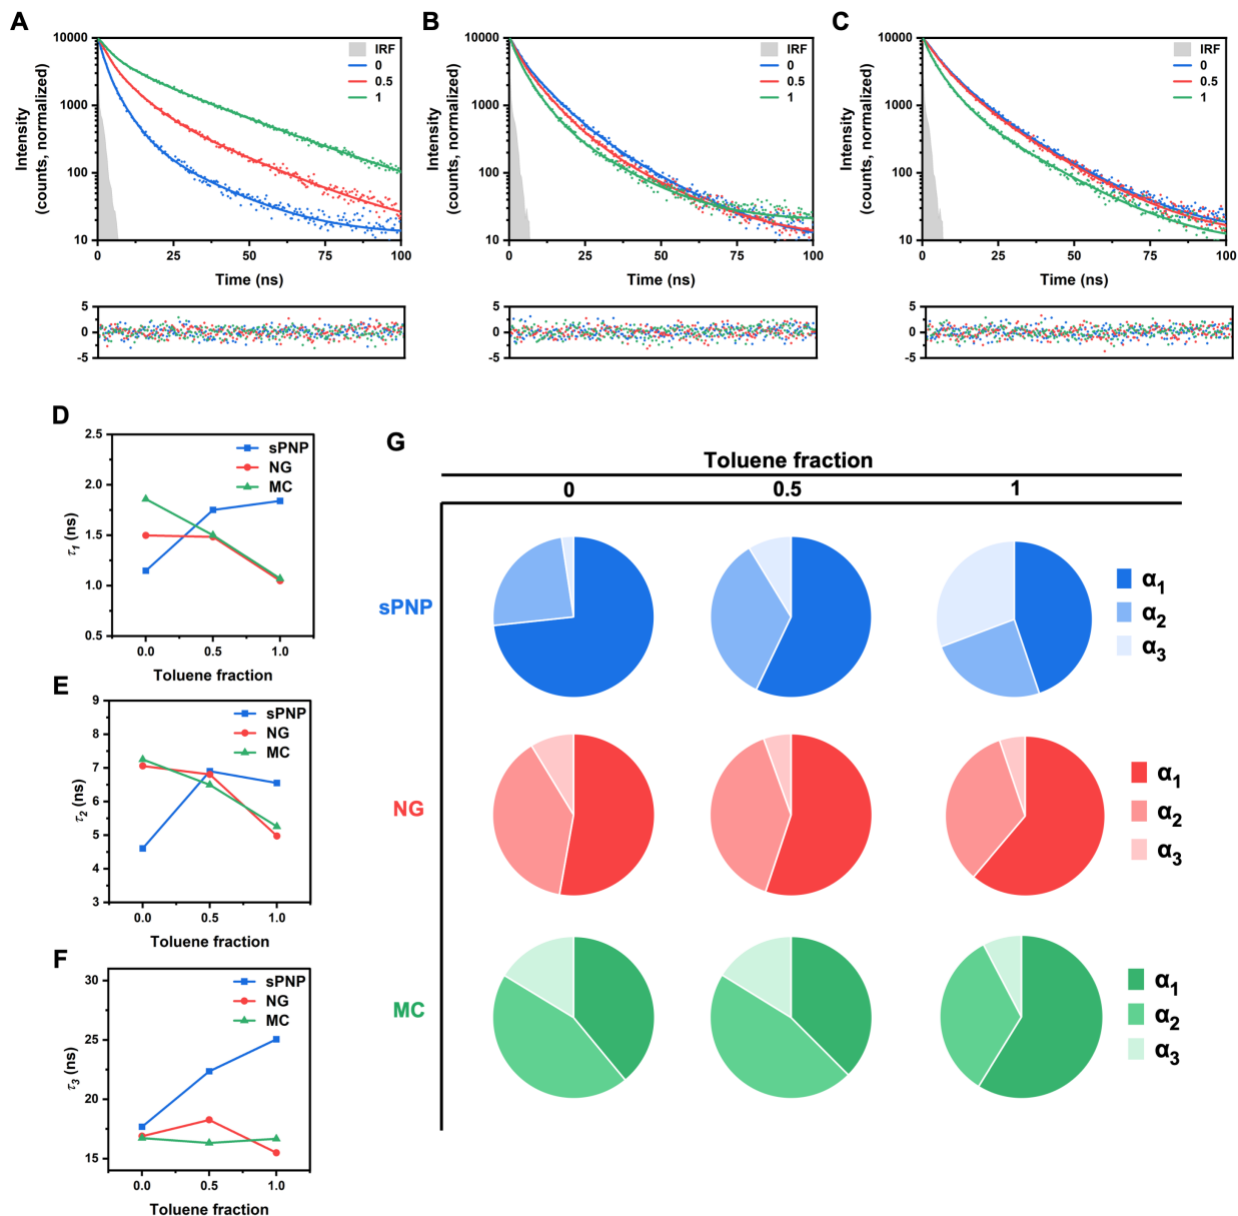 A
Intensity
(counts, normalized)
10000
1000
100
10
IRF
0
0.5
1
0
25
50
75
100
Time (ns)
5
0
-5
B
Intensity
(counts, normalized)
10000
1000
100
10
IRF
0
0.5
1
0
25
50
75
100
Time (ns)
5
0
-5
C
Intensity
(counts, normalized)
10000
1000
100
10
IRF
0
0.5
1
0
25
50
75
100
Time (ns)
5
0
-5
D
τ1 (ns)
2.5
2.0
1.5
1.0
0.5
sPNP
NG
MC
0.0
0.5
1.0
Toluene fraction
E
τ2 (ns)
9
8
7
6
5
4
3
sPNP
NG
MC
0.0
0.5
1.0
Toluene fraction
F
τ3 (ns)
30
25
20
15
sPNP
NG
MC
0.0
0.5
1.0
Toluene fraction
G
Toluene fraction
0 0.5 1
sPNP
α1
α2
α3
NG
α1
α2
α3
MC
α1
α2
α3